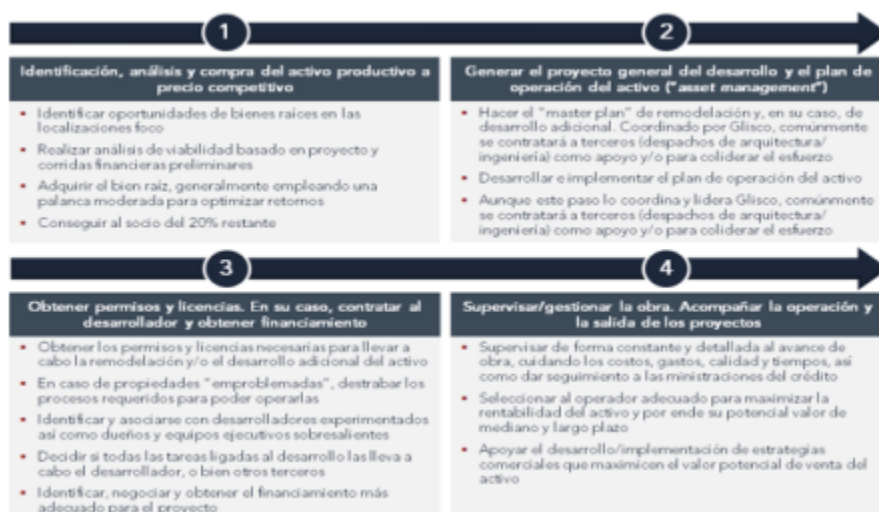 1
Identificación, análisis y compra del activo productivo a
precio competitivo
▪ Identificar oportunidades de bienes raíces en las
localizaciones foco
▪ Realizar análisis de viabilidad basado en proyecto y
corridas financieras preliminares
▪ Adquirir el bien raíz, generalmente empleando una
palanca moderada para optimizar retornos
▪ Conseguir al socio del 20% restante
2
Generar el proyecto general del desarrollo y el plan de
operación del activo ("asset management")
▪ Hacer el "master plan" de remodelación y, en su caso, de
desarrollo adicional. Coordinado por Glisco, comúnmente
se contratará a terceros (despachos de arquitectura/
ingeniería) como apoyo y/o para coliderar el esfuerzo
▪ Desarrollar e implementar el plan de operación del activo
▪ Aunque este paso lo coordina y lidera Glisco, comúnmente
se contratará a terceros (despachos de arquitectura/
ingeniería) como apoyo y/o para coliderar el esfuerzo
3
Obtener permisos y licencias. En su caso, contratar al
desarrollador y obtener financiamiento
▪ Obtener los permisos y licencias necesarias para llevar a
cabo la remodelación y/o el desarrollo adicional del activo
▪ En caso de propiedades "emproblemadas", destrabar los
procesos requeridos para poder operarlas
▪ Identificar y asociarse con desarrolladores experimentados
así como dueños y equipos ejecutivos sobresalientes
▪ Decidir si todas las tareas ligadas al desarrollo las lleva a
cabo el desarrollador, o bien otros terceros
▪ Identificar, negociar y obtener el financiamiento más
adecuado para el proyecto
4
Supervisar/gestionar la obra. Acompañar la operación y
la salida de los proyectos
▪ Supervisar de forma constante y detallada al avance de
obra, cuidando los costos, gastos, calidad y tiempos, así
como dar seguimiento a las ministraciones del crédito
▪ Seleccionar al operador adecuado para maximizar la
rentabilidad del activo y por ende su potencial valor de
mediano y largo plazo
▪ Apoyar el desarrollo/implementación de estrategias
comerciales que maximicen el valor potencial de venta del
activo